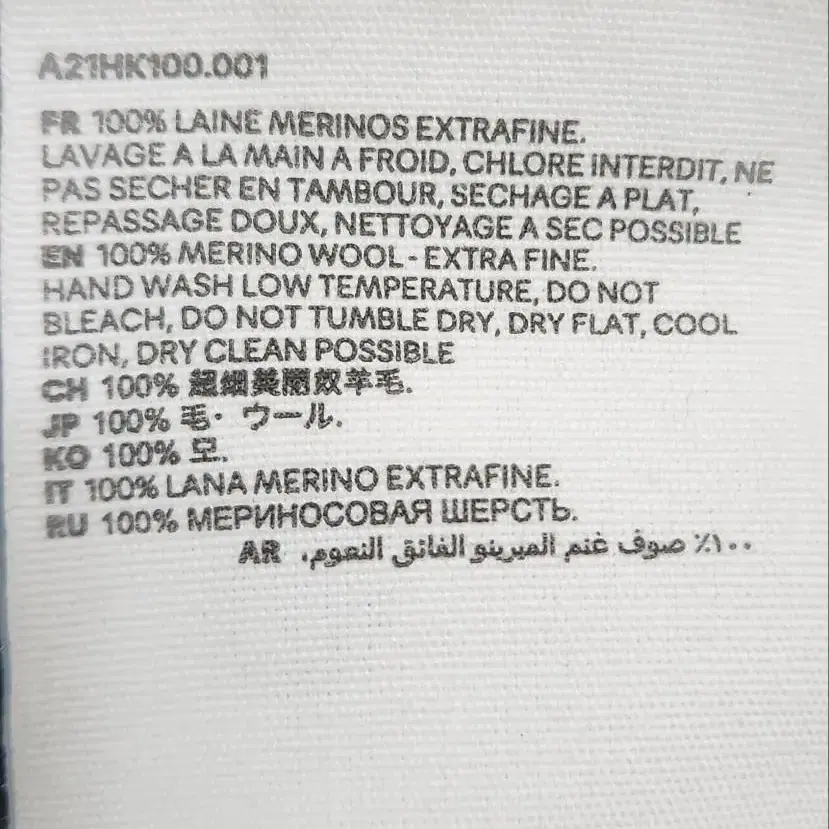 A21HK100.001
FR 100% LAINE MERINOS EXTRAFINE.
LAVAGE A LA MAIN A FROID, CHLORE INTERDIT, NE
PAS SECHER EN TAMBOUR, SECHAGE A PLAT,
REPASSAGE DOUX, NETTOYAGE A SEC POSSIBLE
EN 100% MERINO WOOL - EXTRA FINE.
HAND WASH LOW TEMPERATURE, DO NOT
BLEACH, DO NOT TUMBLE DRY, DRY FLAT, COOL
IRON, DRY CLEAN POSSIBLE
CH 100% 超细美麗奴羊毛.
JP 100% 毛・ウール.
KO 100% 모.
IT 100% LANA MERINO EXTRAFINE.
RU 100% МЕРИНОСОВАЯ ШЕРСТЬ.
١٠٠٪ صوف غنم الميرينو الفائق النعوم. AR